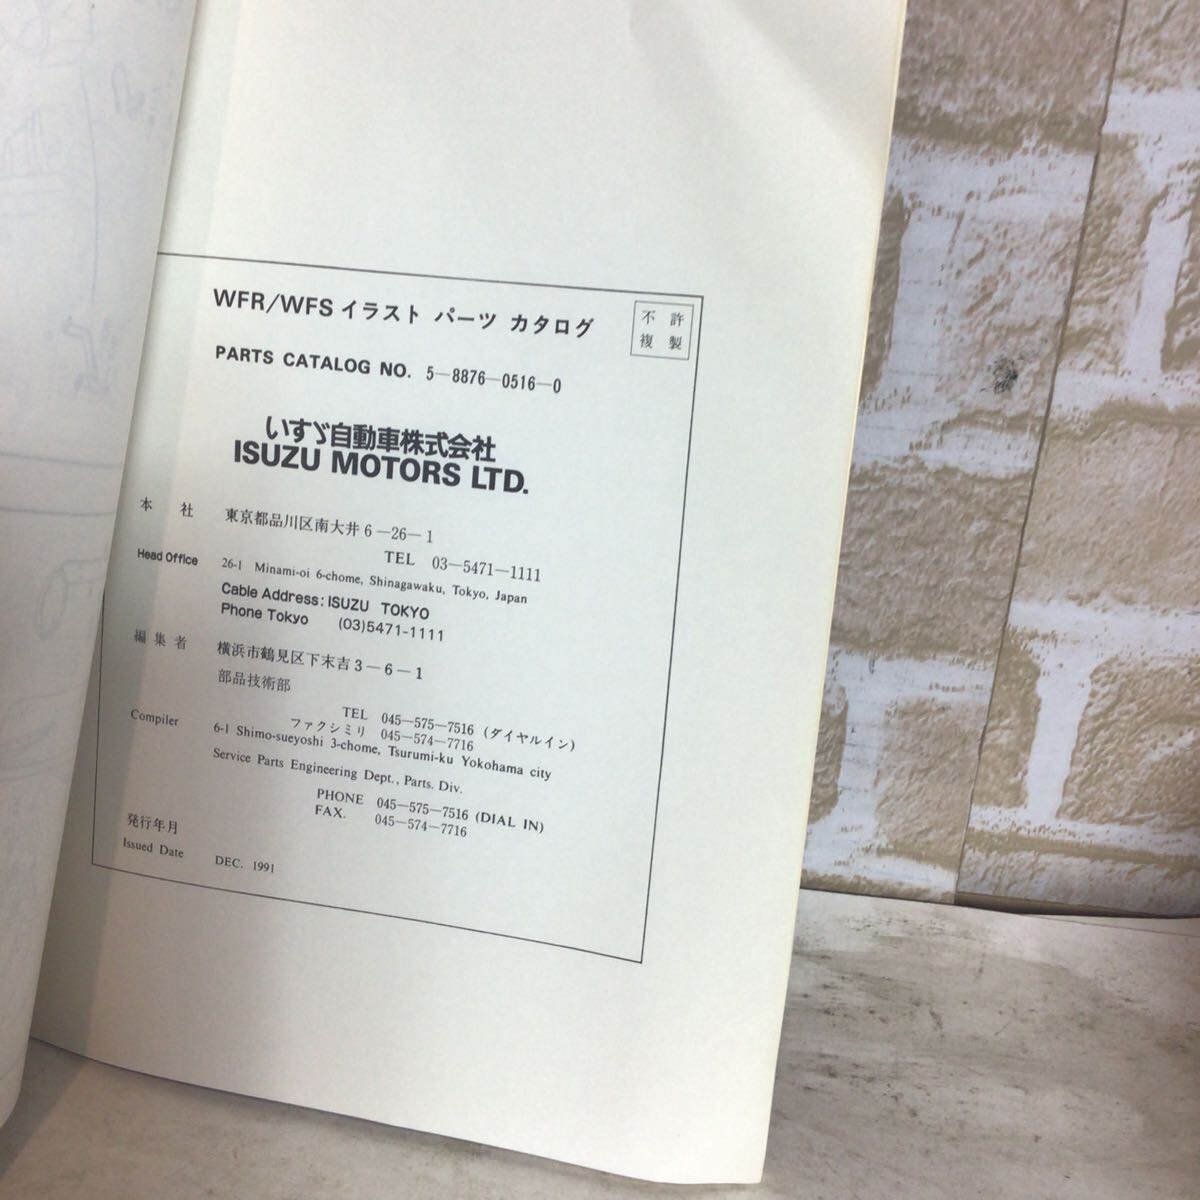 WFR/WFS イラスト パーツ カタログ
不許
複製
PARTS CATALOG NO. 5—8876—0516—0
いすゞ自動車株式会社
ISUZU MOTORS LTD.
本 社 東京都品川区南大井6—26—1
TEL 03—5471—1111
Head Office 26-1 Minami-oi 6-chome, Shinagawaku, Tokyo, Japan
Cable Address: ISUZU TOKYO
Phone Tokyo (03)5471-1111
編集者 横浜市鶴見区下末吉3—6—1
部品技術部
TEL 045—575—7516 (ダイヤルイン)
ファクシミリ 045—574—7716
Compiler 6-1 Shimo-sueyoshi 3-chome, Tsurumi-ku Yokohama city
Service Parts Engineering Dept., Parts. Div.
PHONE 045—575—7516 (DIAL IN)
FAX. 045—574—7716
発行年月
Issued Date DEC. 1991